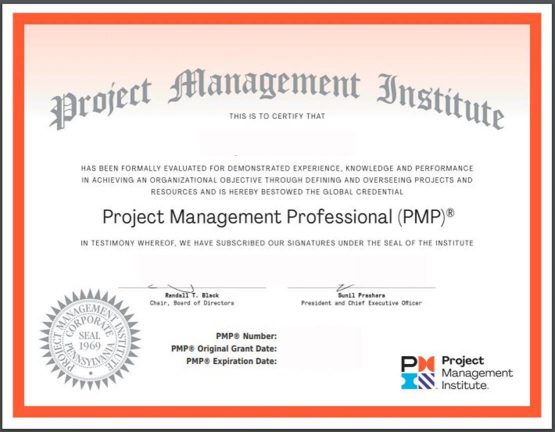 Project Management Institute
THIS IS TO CERTIFY THAT
HAS BEEN FORMALLY EVALUATED FOR DEMONSTRATED EXPERIENCE, KNOWLEDGE AND PERFORMANCE
IN ACHIEVING AN ORGANIZATIONAL OBJECTIVE THROUGH DEFINING AND OVERSEEING PROJECTS AND
RESOURCES AND IS HEREBY BESTOWED THE GLOBAL CREDENTIAL
Project Management Professional (PMP)®
IN TESTIMONY WHEREOF, WE HAVE SUBSCRIBED OUR SIGNATURES UNDER THE SEAL OF THE INSTITUTE
Randall T. Black
Chair, Board of Directors
Sunil Prashara
President and Chief Executive Officer
PROJECT MANAGEMENT INSTITUTE
CORPORATE
SEAL
1969
PENNSYLVANIA
PMP® Number:
PMP® Original Grant Date:
PMP® Expiration Date:
Project
Management
Institute.